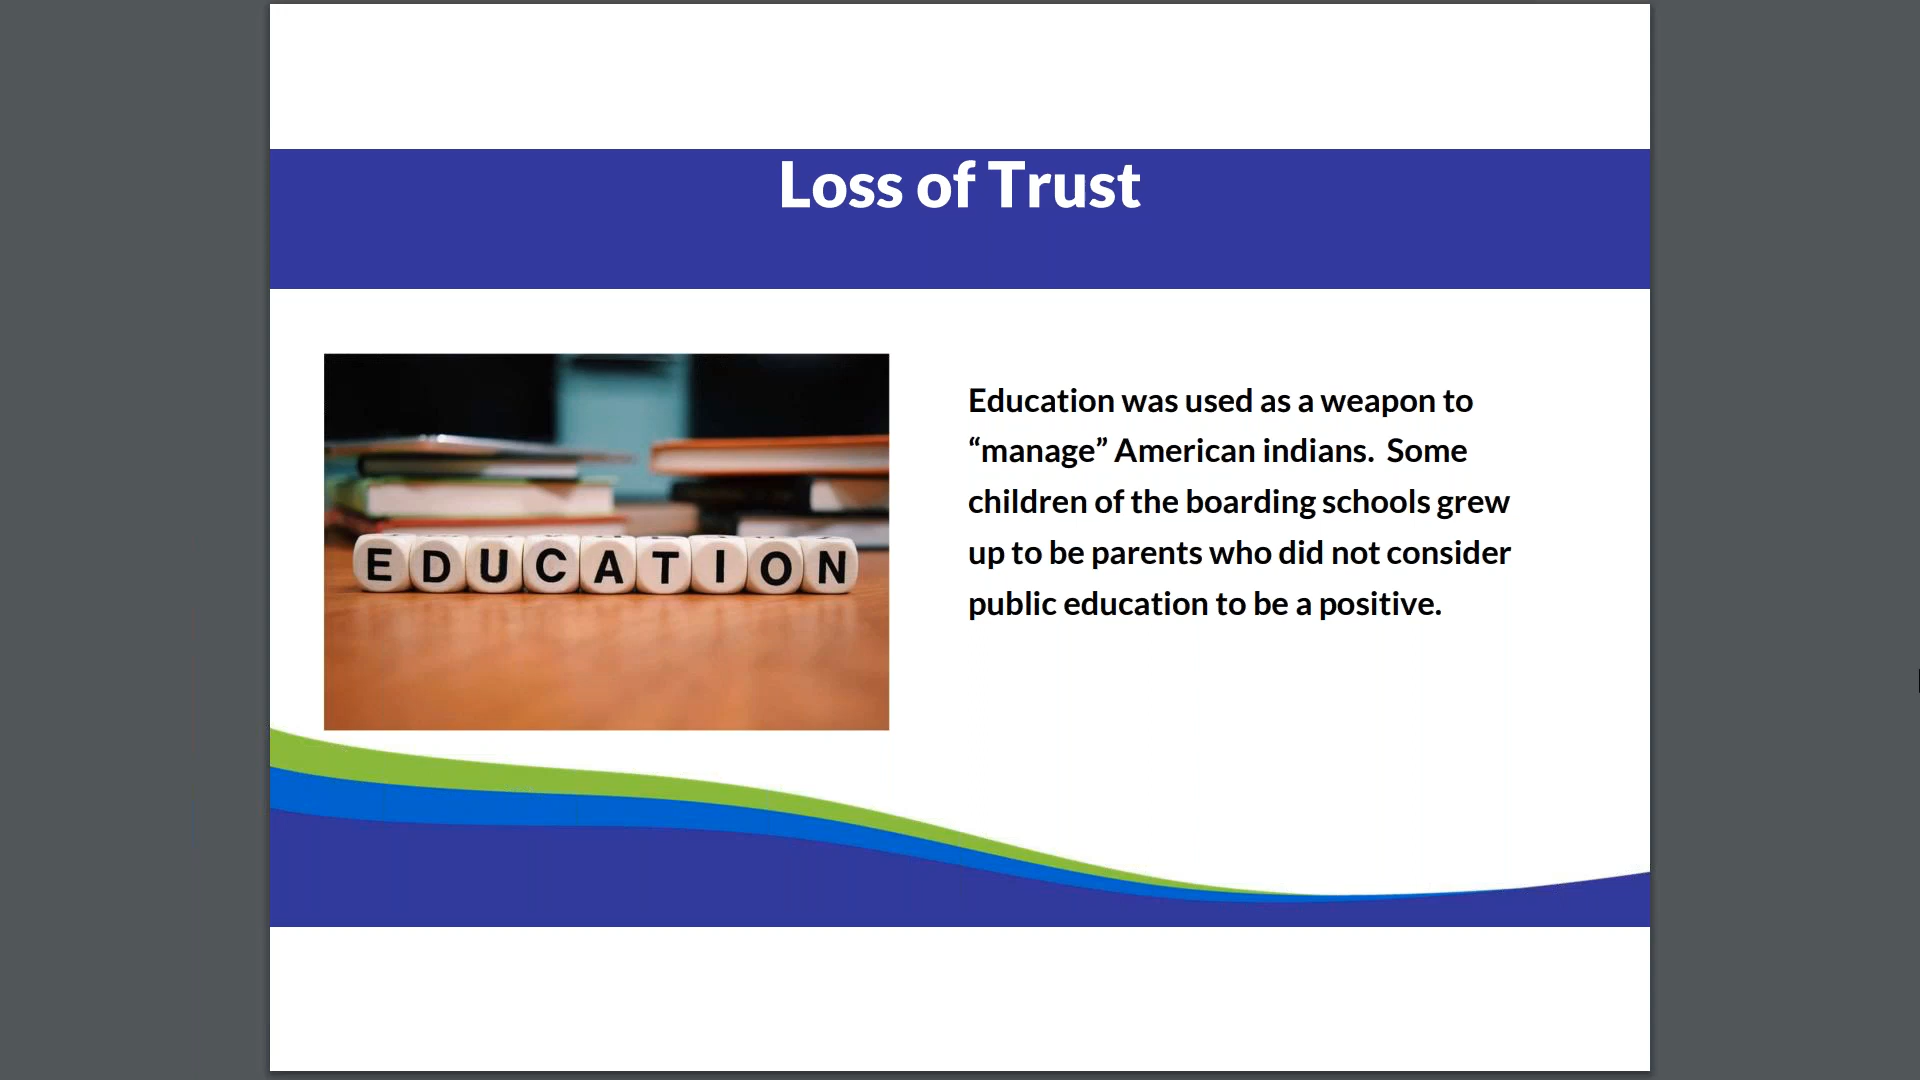 Loss of Trust
Education was used as a weapon to
“manage” American indians.  Some
children of the boarding schools grew
up to be parents who did not consider
public education to be a positive.
EDUCATION